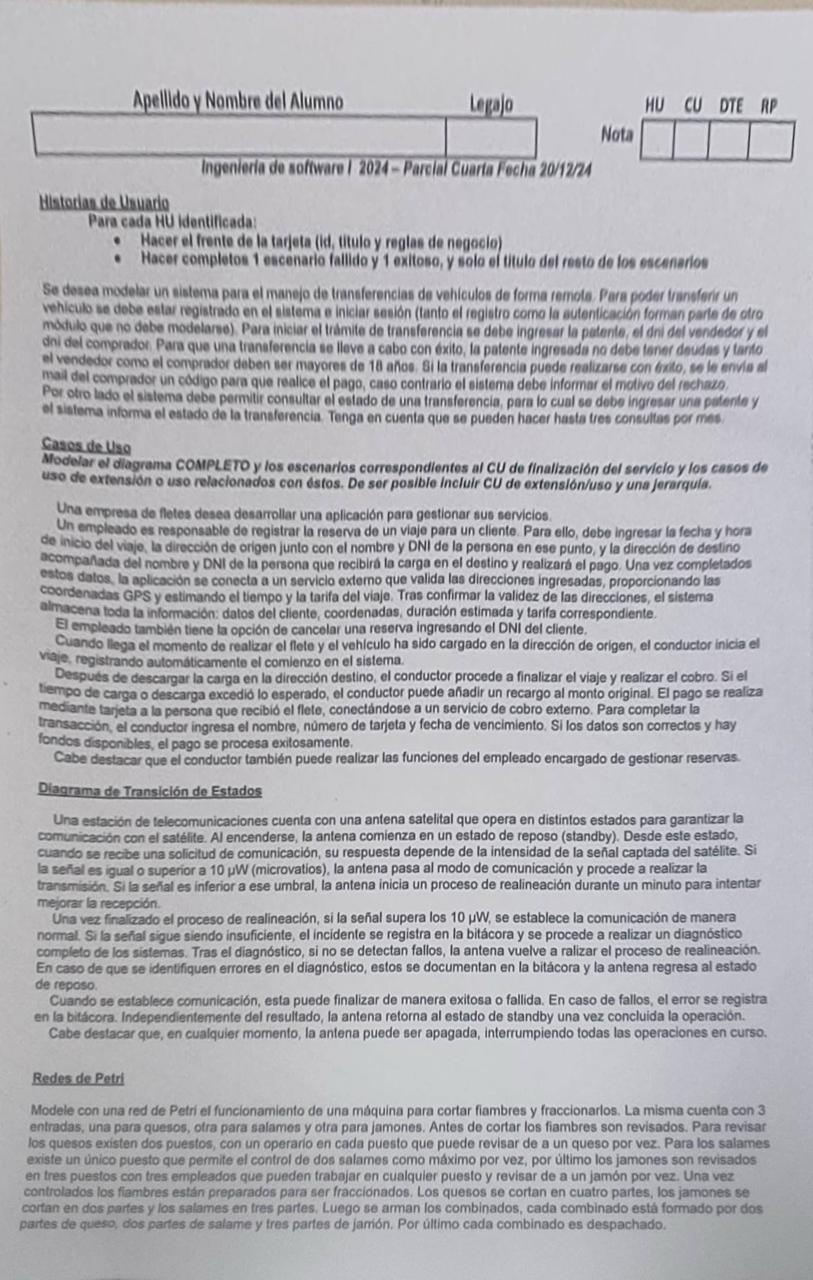 Apellido y Nombre del Alumno Legajo HU CU DTE RP
Nota
Ingeniería de software I 2024 – Parcial Cuarta Fecha 20/12/24
Historias de Usuario
Para cada HU identificada:
• Hacer el frente de la tarjeta (id, titulo y reglas de negocio)
• Hacer completos 1 escenario fallido y 1 exitoso, y solo el titulo del resto de los escenarios
Se desea modelar un sistema para el manejo de transferencias de vehículos de forma remota. Para poder transferir un
vehículo se debe estar registrado en el sistema e iniciar sesión (tanto el registro como la autenticación forman parte de otro
módulo que no debe modelarse). Para iniciar el trámite de transferencia se debe ingresar la patente, el dni del vendedor y el
dni del comprador. Para que una transferencia se lleve a cabo con éxito, la patente ingresada no debe tener deudas y tanto
el vendedor como el comprador deben ser mayores de 18 años. Si la transferencia puede realizarse con éxito, se le envía al
mail del comprador un código para que realice el pago, caso contrario el sistema debe informar el motivo del rechazo.
Por otro lado el sistema debe permitir consultar el estado de una transferencia, para lo cual se debe ingresar una patente y
el sistema informa el estado de la transferencia. Tenga en cuenta que se pueden hacer hasta tres consultas por mes.
Casos de Uso
Modelar el diagrama COMPLETO y los escenarios correspondientes al CU de finalización del servicio y los casos de
uso de extensión o uso relacionados con éstos. De ser posible incluir CU de extensión/uso y una jerarquía.
Una empresa de fletes desea desarrollar una aplicación para gestionar sus servicios.
Un empleado es responsable de registrar la reserva de un viaje para un cliente. Para ello, debe ingresar la fecha y hora
de inicio del viaje, la dirección de origen junto con el nombre y DNI de la persona en ese punto, y la dirección de destino
acompañada del nombre y DNI de la persona que recibirá la carga en el destino y realizará el pago. Una vez completados
estos datos, la aplicación se conecta a un servicio externo que valida las direcciones ingresadas, proporcionando las
coordenadas GPS y estimando el tiempo y la tarifa del viaje. Tras confirmar la validez de las direcciones, el sistema
almacena toda la información: datos del cliente, coordenadas, duración estimada y tarifa correspondiente.
El empleado también tiene la opción de cancelar una reserva ingresando el DNI del cliente.
Cuando llega el momento de realizar el flete y el vehículo ha sido cargado en la dirección de origen, el conductor inicia el
viaje, registrando automáticamente el comienzo en el sistema.
Después de descargar la carga en la dirección destino, el conductor procede a finalizar el viaje y realizar el cobro. Si el
tiempo de carga o descarga excedió lo esperado, el conductor puede añadir un recargo al monto original. El pago se realiza
mediante tarjeta a la persona que recibió el flete, conectándose a un servicio de cobro externo. Para completar la
transacción, el conductor ingresa el nombre, número de tarjeta y fecha de vencimiento. Si los datos son correctos y hay
fondos disponibles, el pago se procesa exitosamente.
Cabe destacar que el conductor también puede realizar las funciones del empleado encargado de gestionar reservas.
Diagrama de Transición de Estados
Una estación de telecomunicaciones cuenta con una antena satelital que opera en distintos estados para garantizar la
comunicación con el satélite. Al encenderse, la antena comienza en un estado de reposo (standby). Desde este estado,
cuando se recibe una solicitud de comunicación, su respuesta depende de la intensidad de la señal captada del satélite. Si
la señal es igual o superior a 10 µW (microvatios), la antena pasa al modo de comunicación y procede a realizar la
transmisión. Si la señal es inferior a ese umbral, la antena inicia un proceso de realineación durante un minuto para intentar
mejorar la recepción.
Una vez finalizado el proceso de realineación, si la señal supera los 10 µW, se establece la comunicación de manera
normal. Si la señal sigue siendo insuficiente, el incidente se registra en la bitácora y se procede a realizar un diagnóstico
completo de los sistemas. Tras el diagnóstico, si no se detectan fallos, la antena vuelve a ralizar el proceso de realineación.
En caso de que se identifiquen errores en el diagnóstico, estos se documentan en la bitácora y la antena regresa al estado
de reposo.
Cuando se establece comunicación, esta puede finalizar de manera exitosa o fallida. En caso de fallos, el error se registra
en la bitácora. Independientemente del resultado, la antena retorna al estado de standby una vez concluida la operación.
Cabe destacar que, en cualquier momento, la antena puede ser apagada, interrumpiendo todas las operaciones en curso.
Redes de Petri
Modele con una red de Petri el funcionamiento de una máquina para cortar fiambres y fraccionarlos. La misma cuenta con 3
entradas, una para quesos, otra para salames y otra para jamones. Antes de cortar los fiambres son revisados. Para revisar
los quesos existen dos puestos, con un operario en cada puesto que puede revisar de a un queso por vez. Para los salames
existe un único puesto que permite el control de dos salames como máximo por vez, por último los jamones son revisados
en tres puestos con tres empleados que pueden trabajar en cualquier puesto y revisar de a un jamón por vez. Una vez
controlados los fiambres están preparados para ser fraccionados. Los quesos se cortan en cuatro partes, los jamones se
cortan en dos partes y los salames en tres partes. Luego se arman los combinados, cada combinado está formado por dos
partes de queso, dos partes de salame y tres partes de jamón. Por último cada combinado es despachado.